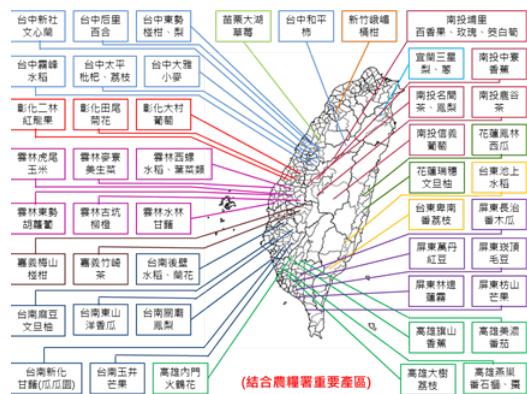 台中新社
文心蘭
台中后里
百合
台中東勢
椪柑、梨
苗栗大湖
草莓
台中和平
柿
新竹峨嵋
桶柑
南投埔里
百香果、玫瑰、筊白筍
台中霧峰
水稻
台中太平
枇杷、荔枝
台中大雅
小麥
宜蘭三星
梨、蔥
南投中寮
香蕉
彰化二林
紅龍果
彰化田尾
菊花
彰化大村
葡萄
南投名間
茶、鳳梨
南投鹿谷
茶
雲林虎尾
玉米
雲林麥寮
美生菜
雲林西螺
水稻、葉菜類
南投信義
葡萄
花蓮鳳林
西瓜
花蓮瑞穗
文旦柚
台東池上
水稻
雲林東勢
胡蘿蔔
雲林古坑
柳橙
雲林水林
甘藷
台東卑南
番荔枝
屏東長治
番木瓜
嘉義梅山
椪柑
嘉義竹崎
茶
台南後壁
水稻、蘭花
屏東萬丹
紅豆
屏東崁頂
毛豆
台南麻豆
文旦柚
台南東山
洋香瓜
台南關廟
鳳梨
屏東林邊
蓮霧
屏東枋山
芒果
高雄旗山
香蕉
高雄美濃
番茄
台南新化
甘藷(瓜瓜園)
台南玉井
芒果
高雄內門
火鶴花
(結合農糧署重要產區)
高雄大樹
荔枝
高雄燕巢
番石榴、棗